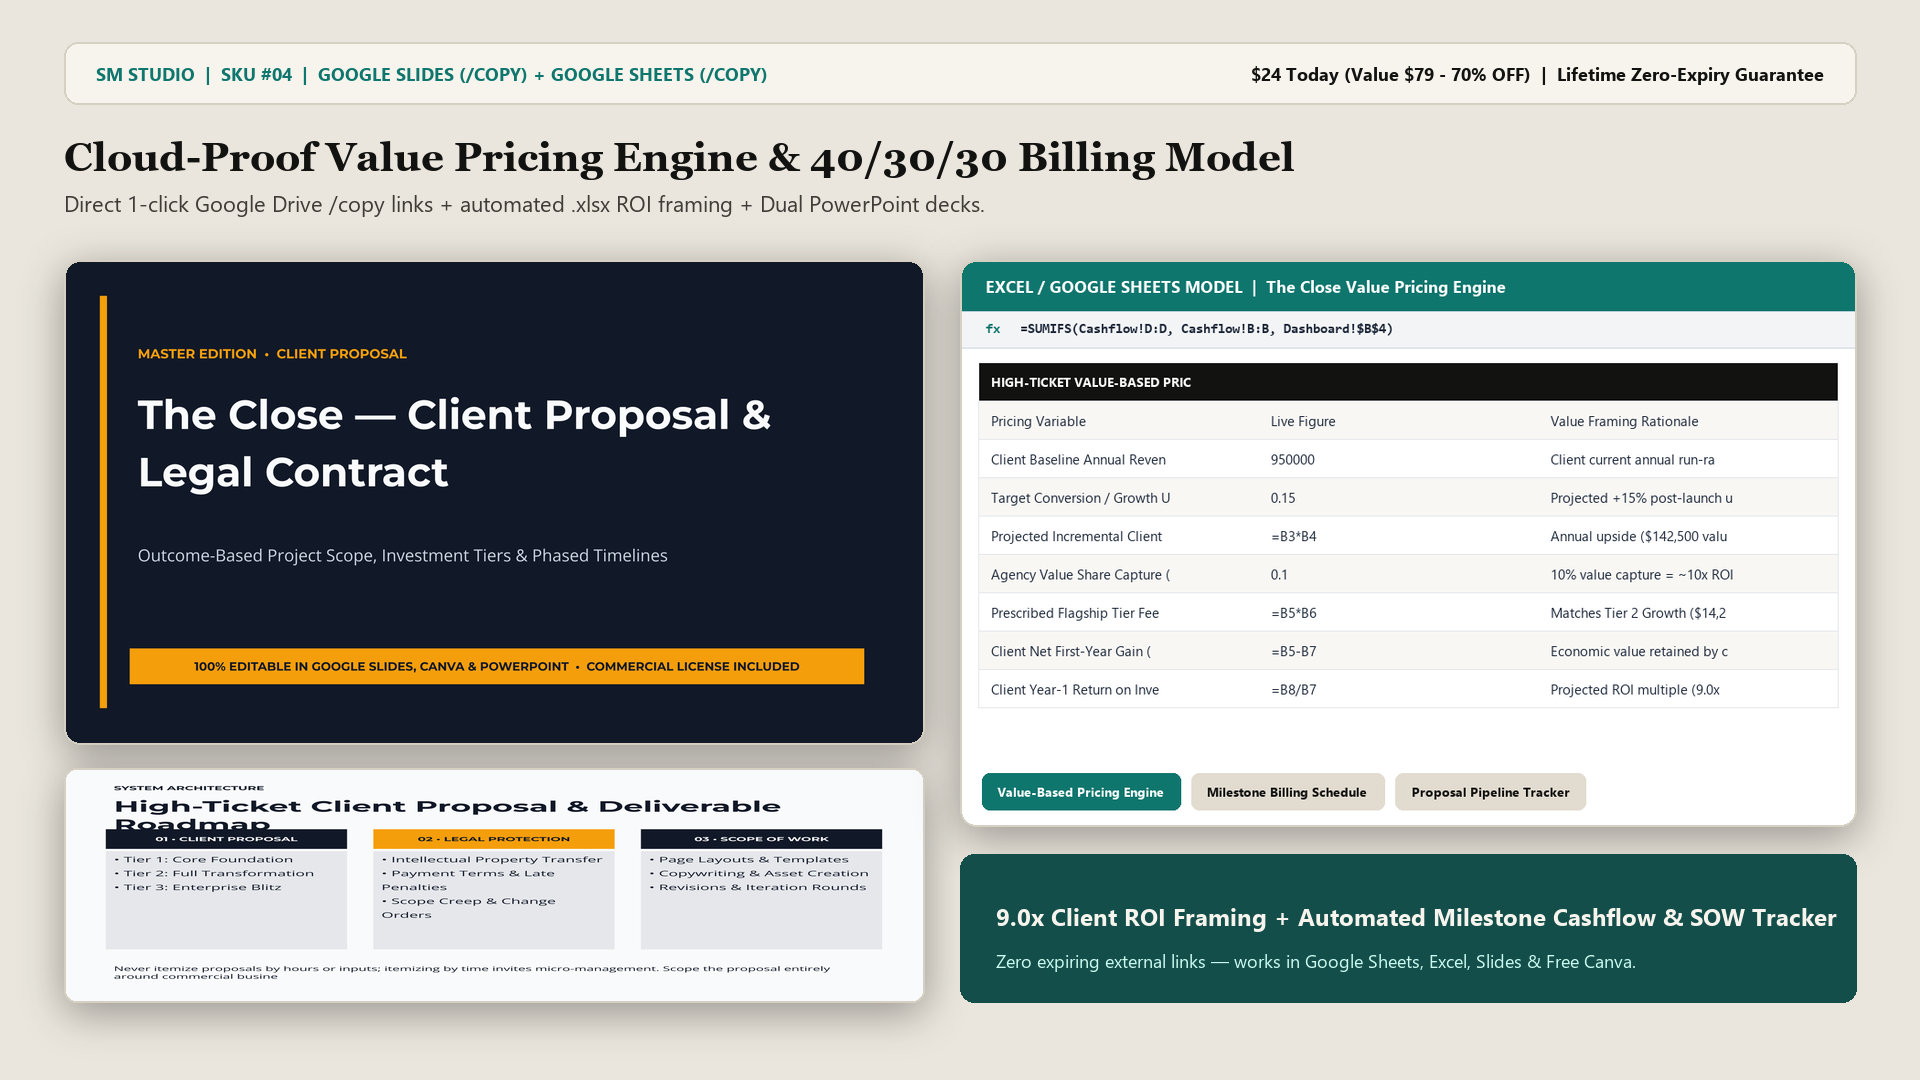 SM STUDIO | SKU #04 | GOOGLE SLIDES (/COPY) + GOOGLE SHEETS (/COPY)
$24 Today (Value $79 - 70% OFF) | Lifetime Zero-Expiry Guarantee
Cloud-Proof Value Pricing Engine & 40/30/30 Billing Model
Direct 1-click Google Drive /copy links + automated .xlsx ROI framing + Dual PowerPoint decks.
MASTER EDITION • CLIENT PROPOSAL
The Close — Client Proposal &
Legal Contract
Outcome-Based Project Scope, Investment Tiers & Phased Timelines
100% EDITABLE IN GOOGLE SLIDES, CANVA & POWERPOINT • COMMERCIAL LICENSE INCLUDED
SYSTEM ARCHITECTURE
High-Ticket Client Proposal & Deliverable
Roadmap
01 • CLIENT PROPOSAL
• Tier 1: Core Foundation
• Tier 2: Full Transformation
• Tier 3: Enterprise Blitz
02 • LEGAL PROTECTION
• Intellectual Property Transfer
• Payment Terms & Late
Penalties
• Scope Creep & Change
Orders
03 • SCOPE OF WORK
• Page Layouts & Templates
• Copywriting & Asset Creation
• Revisions & Iteration Rounds
Never itemize proposals by hours or inputs; itemizing by time invites micro-management. Scope the proposal entirely
around commercial busine
EXCEL / GOOGLE SHEETS MODEL | The Close Value Pricing Engine
fx =SUMIFS(Cashflow!D:D, Cashflow!B:B, Dashboard!$B$4)
HIGH-TICKET VALUE-BASED PRIC
Pricing Variable Live Figure Value Framing Rationale
Client Baseline Annual Reven 950000 Client current annual run-ra
Target Conversion / Growth U 0.15 Projected +15% post-launch u
Projected Incremental Client =B3*B4 Annual upside ($142,500 valu
Agency Value Share Capture ( 0.1 10% value capture = ~10x ROI
Prescribed Flagship Tier Fee =B5*B6 Matches Tier 2 Growth ($14,2
Client Net First-Year Gain ( =B5-B7 Economic value retained by c
Client Year-1 Return on Inve =B8/B7 Projected ROI multiple (9.0x
Value-Based Pricing Engine Milestone Billing Schedule Proposal Pipeline Tracker
9.0x Client ROI Framing + Automated Milestone Cashflow & SOW Tracker
Zero expiring external links — works in Google Sheets, Excel, Slides & Free Canva.